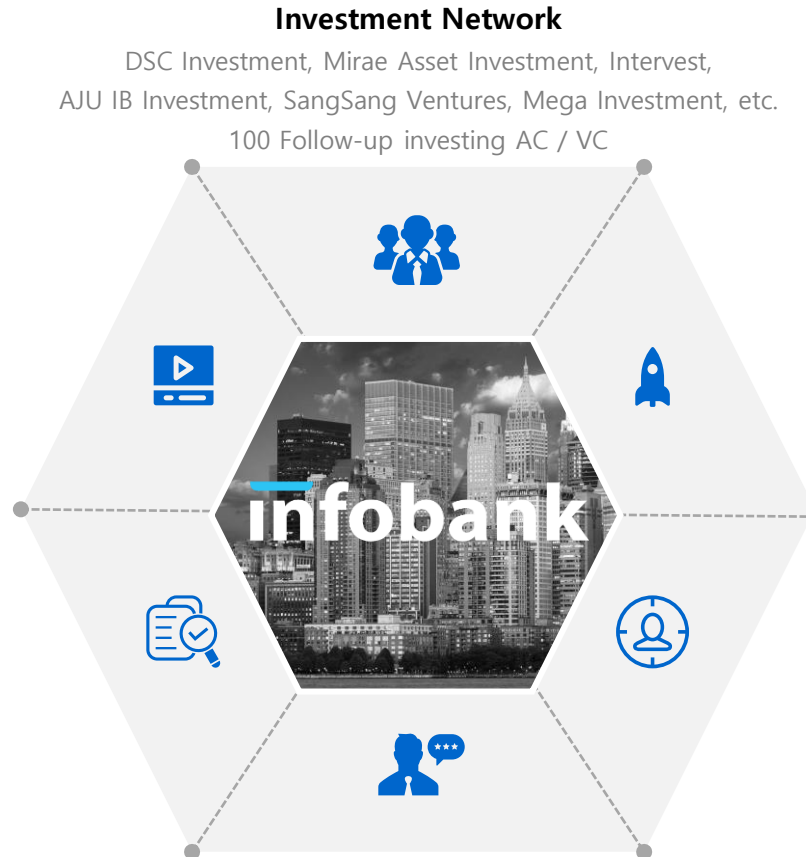 Investment Network
DSC Investment, Mirae Asset Investment, Intervest,
AJU IB Investment, SangSang Ventures, Mega Investment, etc.
100 Follow-up investing AC / VC
infobank